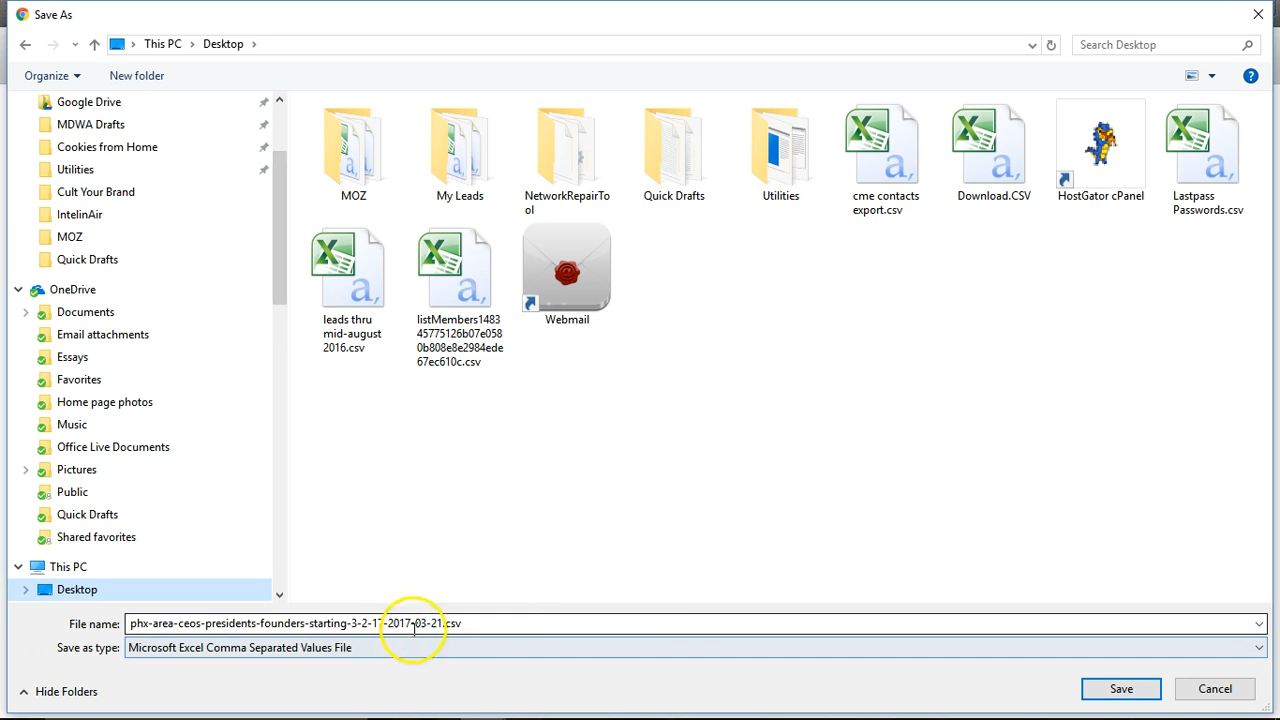 Save As
This PC
Desktop
Search Desktop
Organize
New folder
Google Drive
MDWA Drafts
Cookies from Home
Utilities
Cult Your Brand
IntelinAir
MOZ
Quick Drafts
OneDrive
Documents
Email attachments
Essays
Favorites
Home page photos
Music
Office Live Documents
Pictures
Public
Quick Drafts
Shared favorites
This PC
Desktop
MOZ
My Leads
NetworkRepairTo
ol
Quick Drafts
Utilities
cme contacts
export.csv
Download.CSV
HostGator cPanel
Lastpass
Passwords.csv
leads thru
mid-august
2016.csv
listMembers1483
45775126b07e058
0b808e8e2984ede
67ec610c.csv
Webmail
File name: phx-area-ceos-presidents-founders-starting-3-2-17-2017-03-21.csv
Save as type: Microsoft Excel Comma Separated Values File
Hide Folders
Save
Cancel